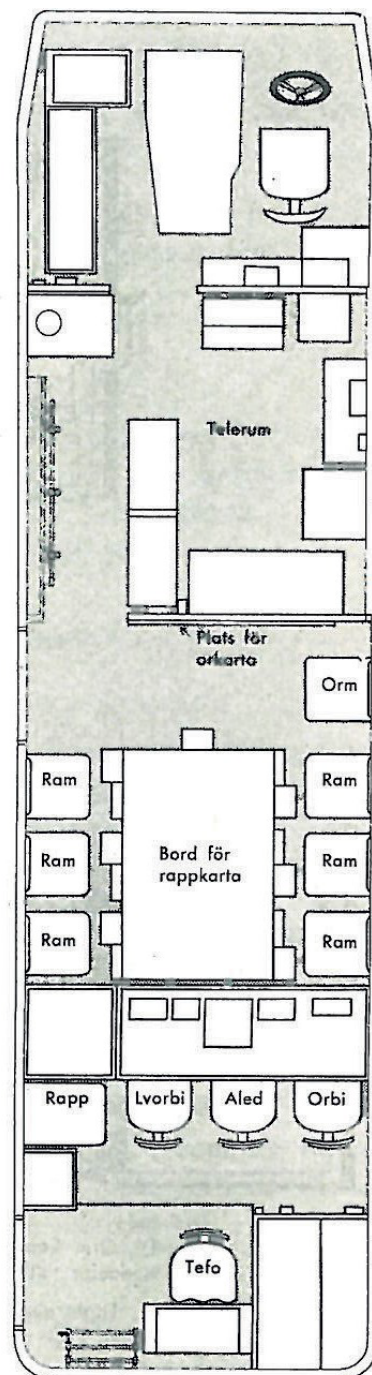 Telerum
Plats för
orkarta
Orm
Ram
Ram
Bord för
rappkarta
Ram
Ram
Ram
Ram
Rapp
Lvorbi
Aled
Orbi
Tefo